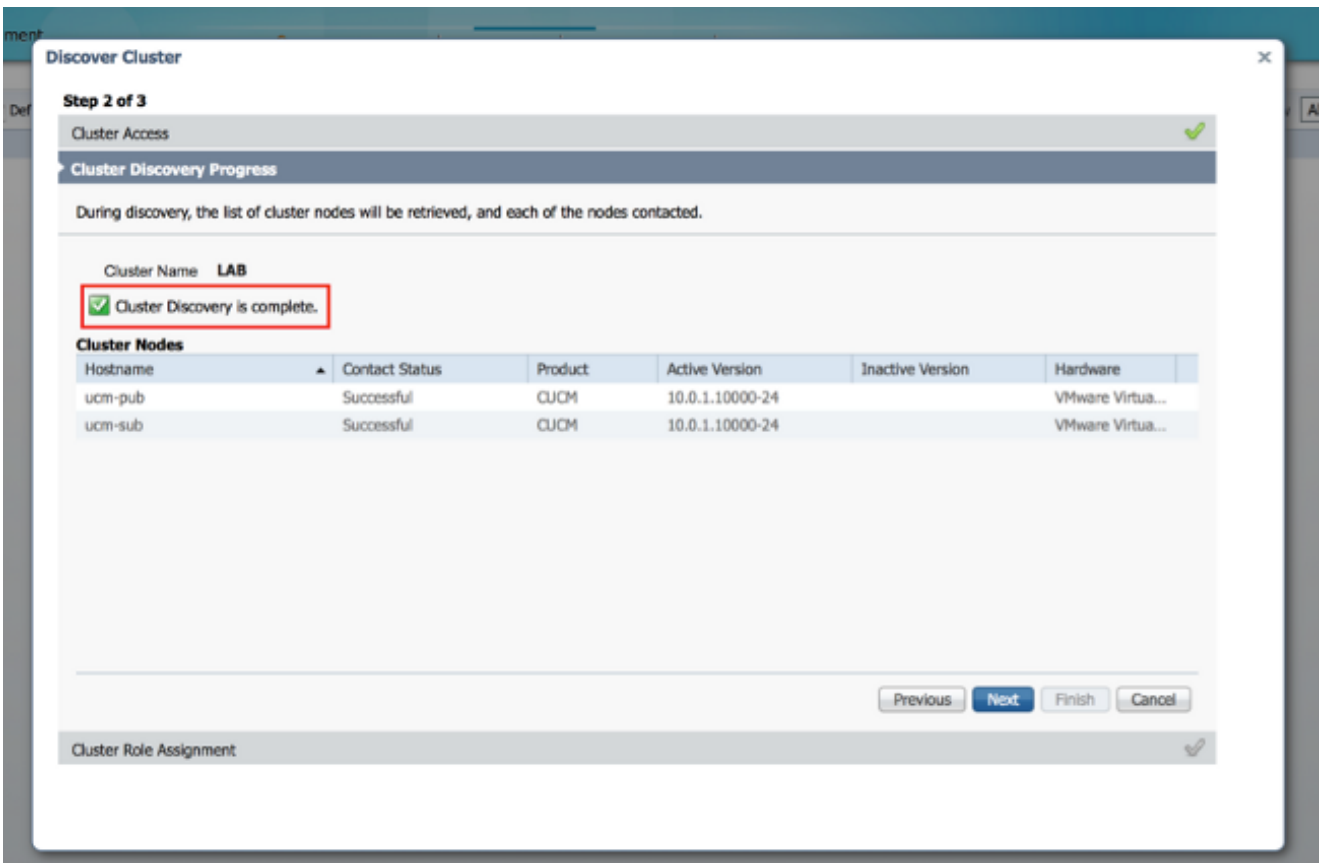 ment
Discover Cluster
Step 2 of 3
Def
Cluster Access
Cluster Discovery Progress
During discovery, the list of cluster nodes will be retrieved, and each of the nodes contacted.
Cluster Name LAB
Cluster Discovery is complete.
Cluster Nodes
Hostname Contact Status Product Active Version Inactive Version Hardware
ucm-pub Successful CUCM 10.0.1.10000-24 VMware Virtua...
ucm-sub Successful CUCM 10.0.1.10000-24 VMware Virtua...
Previous Next Finish Cancel
Cluster Role Assignment